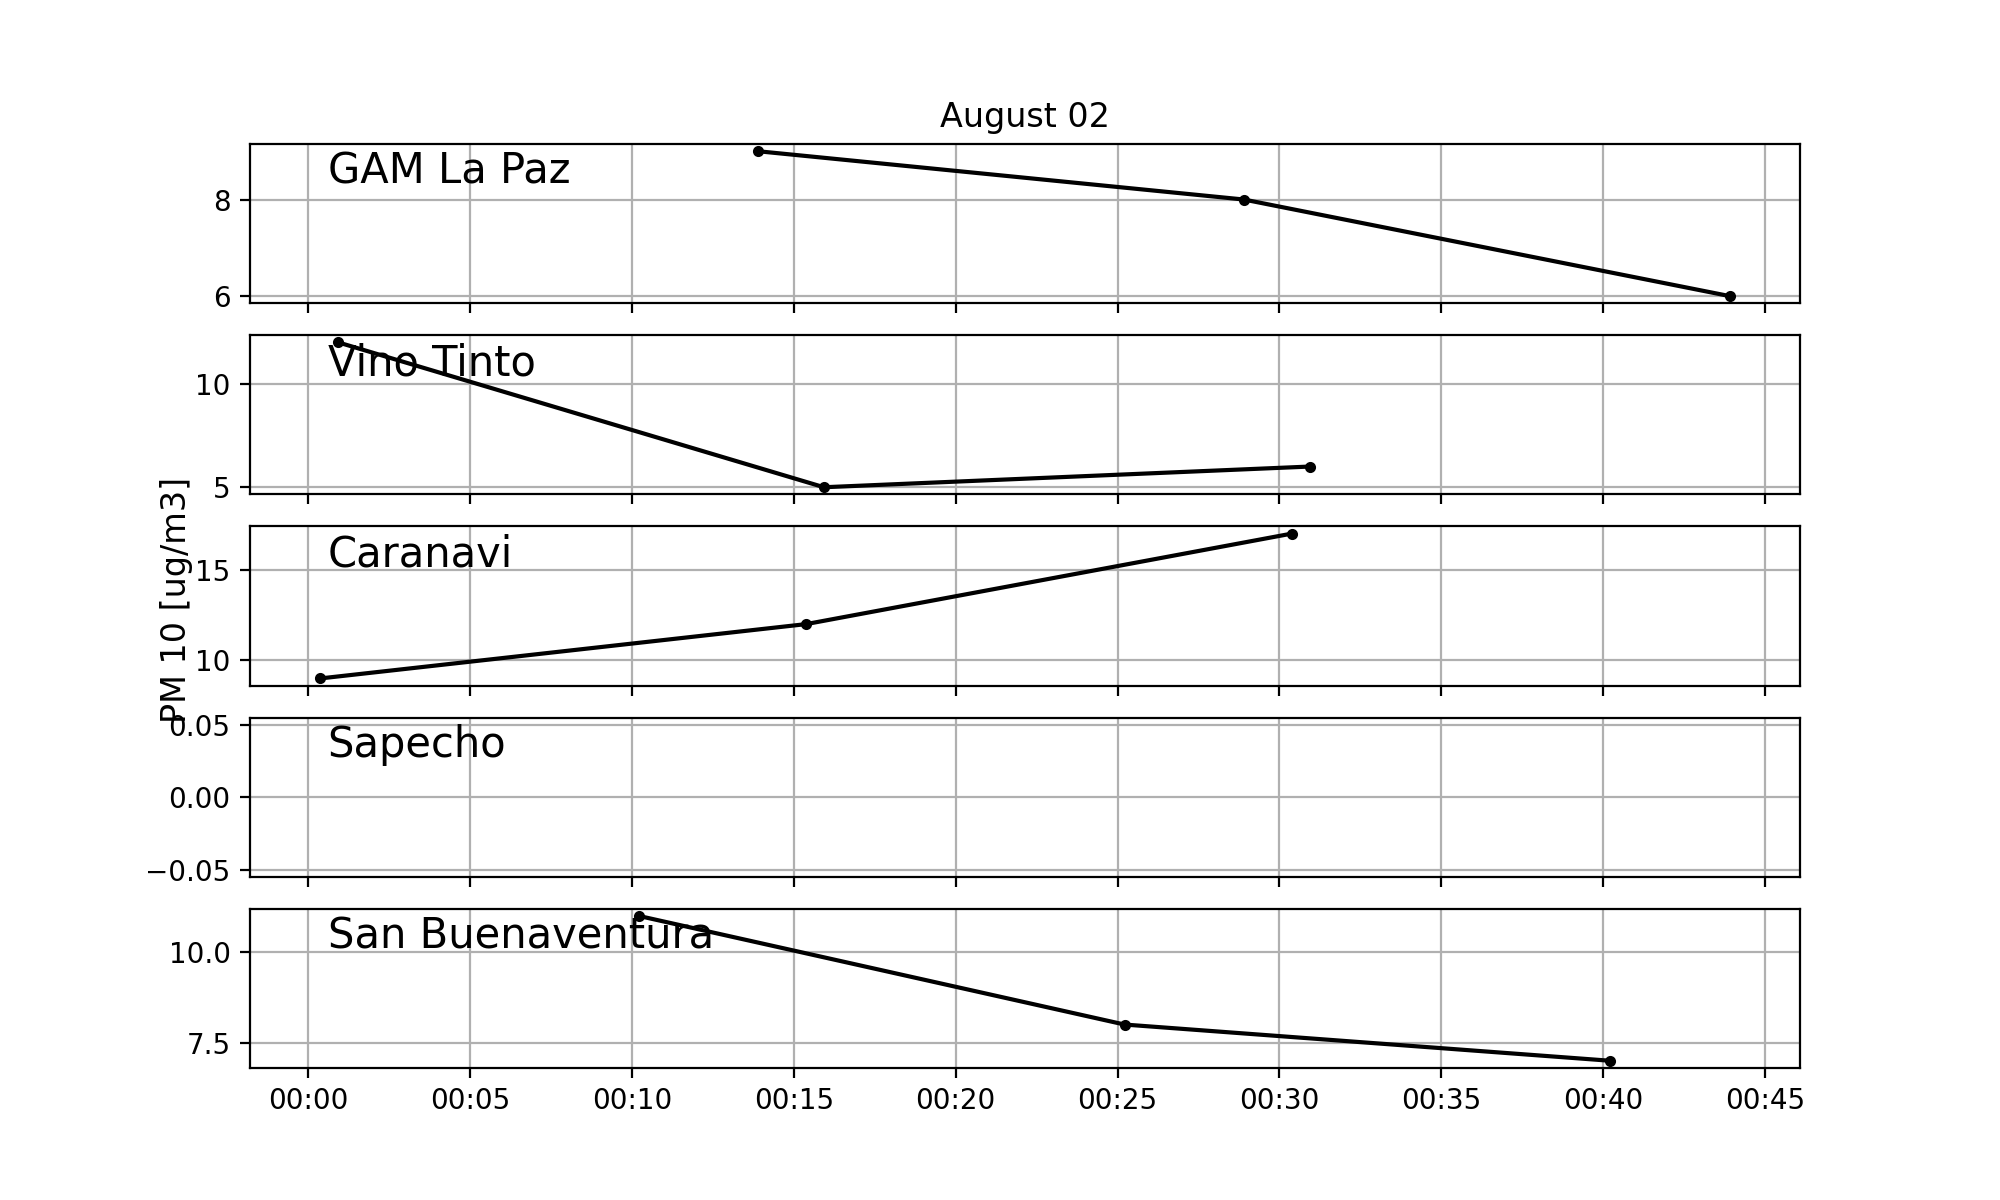 August 02
GAM La Paz
8
6
Vino Tinto
10
5
PM 10 [ug/m3]
Caranavi
15
10
Sapecho
0.05
0.00
−0.05
San Buenaventura
10.0
7.5
00:00 00:05 00:10 00:15 00:20 00:25 00:30 00:35 00:40 00:45